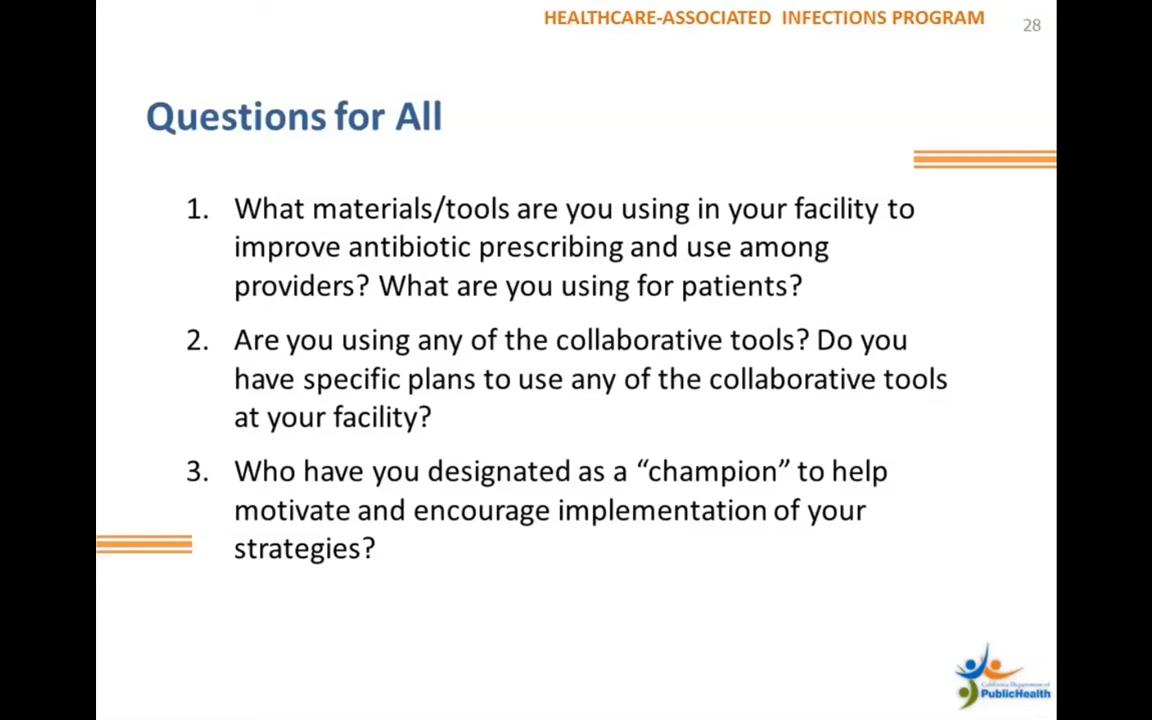 HEALTHCARE-ASSOCIATED INFECTIONS PROGRAM
28
Questions for All
1. What materials/tools are you using in your facility to
improve antibiotic prescribing and use among
providers? What are you using for patients?
2. Are you using any of the collaborative tools? Do you
have specific plans to use any of the collaborative tools
at your facility?
3. Who have you designated as a “champion” to help
motivate and encourage implementation of your
strategies?
California Department of
PublicHealth